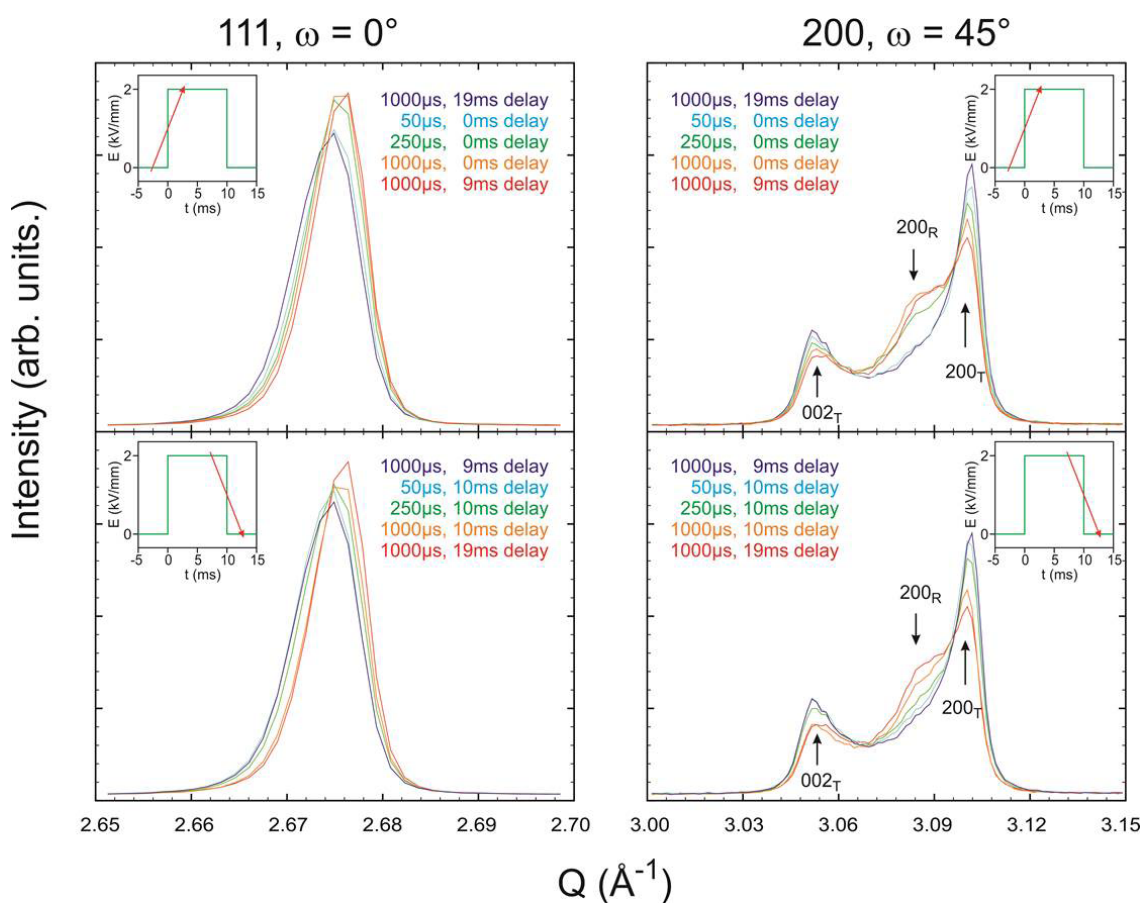 111, ω = 0°
200, ω = 45°
Intensity (arb. units.)
E (kV/mm)
2
0
-5 0 5 10 15
t (ms)
1000µs, 19ms delay
50µs, 0ms delay
250µs, 0ms delay
1000µs, 0ms delay
1000µs, 9ms delay
1000µs, 19ms delay
50µs, 0ms delay
250µs, 0ms delay
1000µs, 0ms delay
1000µs, 9ms delay
E (kV/mm)
2
0
-5 0 5 10 15
t (ms)
200R
002T
200T
E (kV/mm)
2
0
-5 0 5 10 15
t (ms)
1000µs, 9ms delay
50µs, 10ms delay
250µs, 10ms delay
1000µs, 10ms delay
1000µs, 19ms delay
1000µs, 9ms delay
50µs, 10ms delay
250µs, 10ms delay
1000µs, 10ms delay
1000µs, 19ms delay
E (kV/mm)
2
0
-5 0 5 10 15
t (ms)
200R
200T
002T
2.65 2.66 2.67 2.68 2.69 2.70
3.00 3.03 3.06 3.09 3.12 3.15
Q (Å-1)